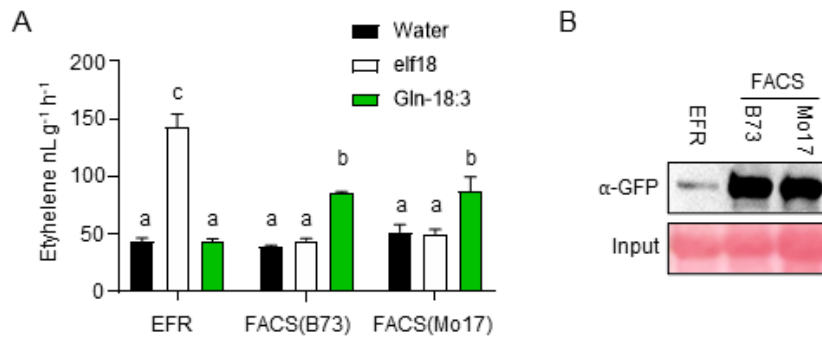 A
Water
elf18
Gln-18:3
Etyhelene nL g⁻¹ h⁻¹
200
150
100
50
0
c
a
a
a
a
b
a
a
b
EFR
FACS(B73)
FACS(Mo17)
B
FACS
EFR
B73
Mo17
α-GFP
Input